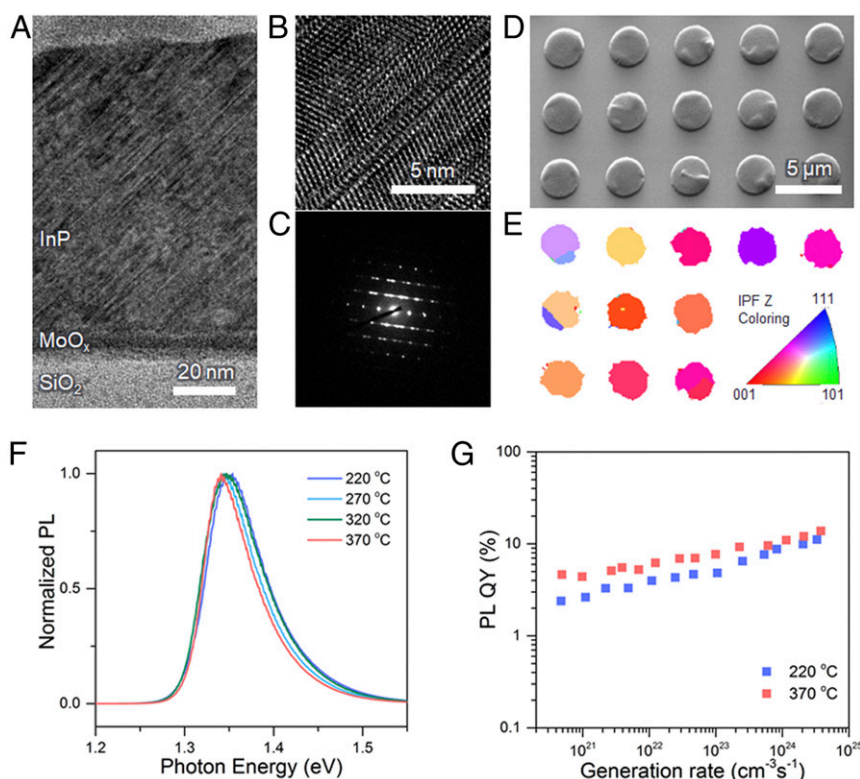 A
InP
MoOₓ
SiO₂
20 nm
B
5 nm
C
D
5 µm
E
IPF Z
Coloring
111
001
101
F
Normalized PL
1.0
0.5
0.0
220 °C
270 °C
320 °C
370 °C
1.2
1.3
1.4
1.5
Photon Energy (eV)
G
PL QY (%)
100
10
1
0.1
220 °C
370 °C
10²¹
10²²
10²³
10²⁴
10²⁵
Generation rate (cm⁻³s⁻¹)